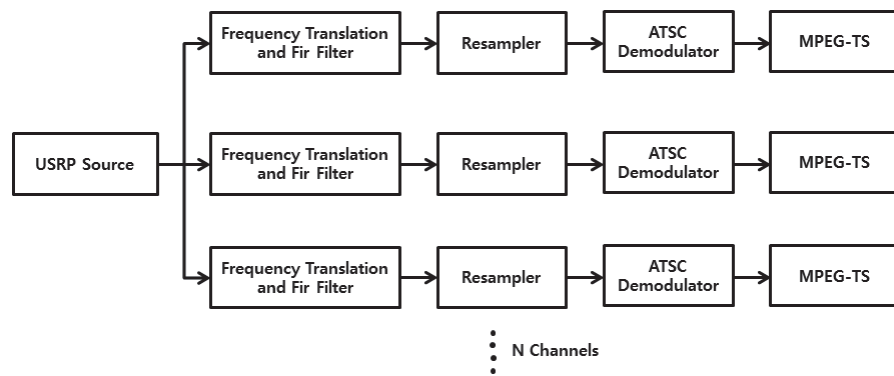 Frequency Translation
and Fir Filter
Resampler
ATSC
Demodulator
MPEG-TS
USRP Source
Frequency Translation
and Fir Filter
Resampler
ATSC
Demodulator
MPEG-TS
Frequency Translation
and Fir Filter
Resampler
ATSC
Demodulator
MPEG-TS
N Channels